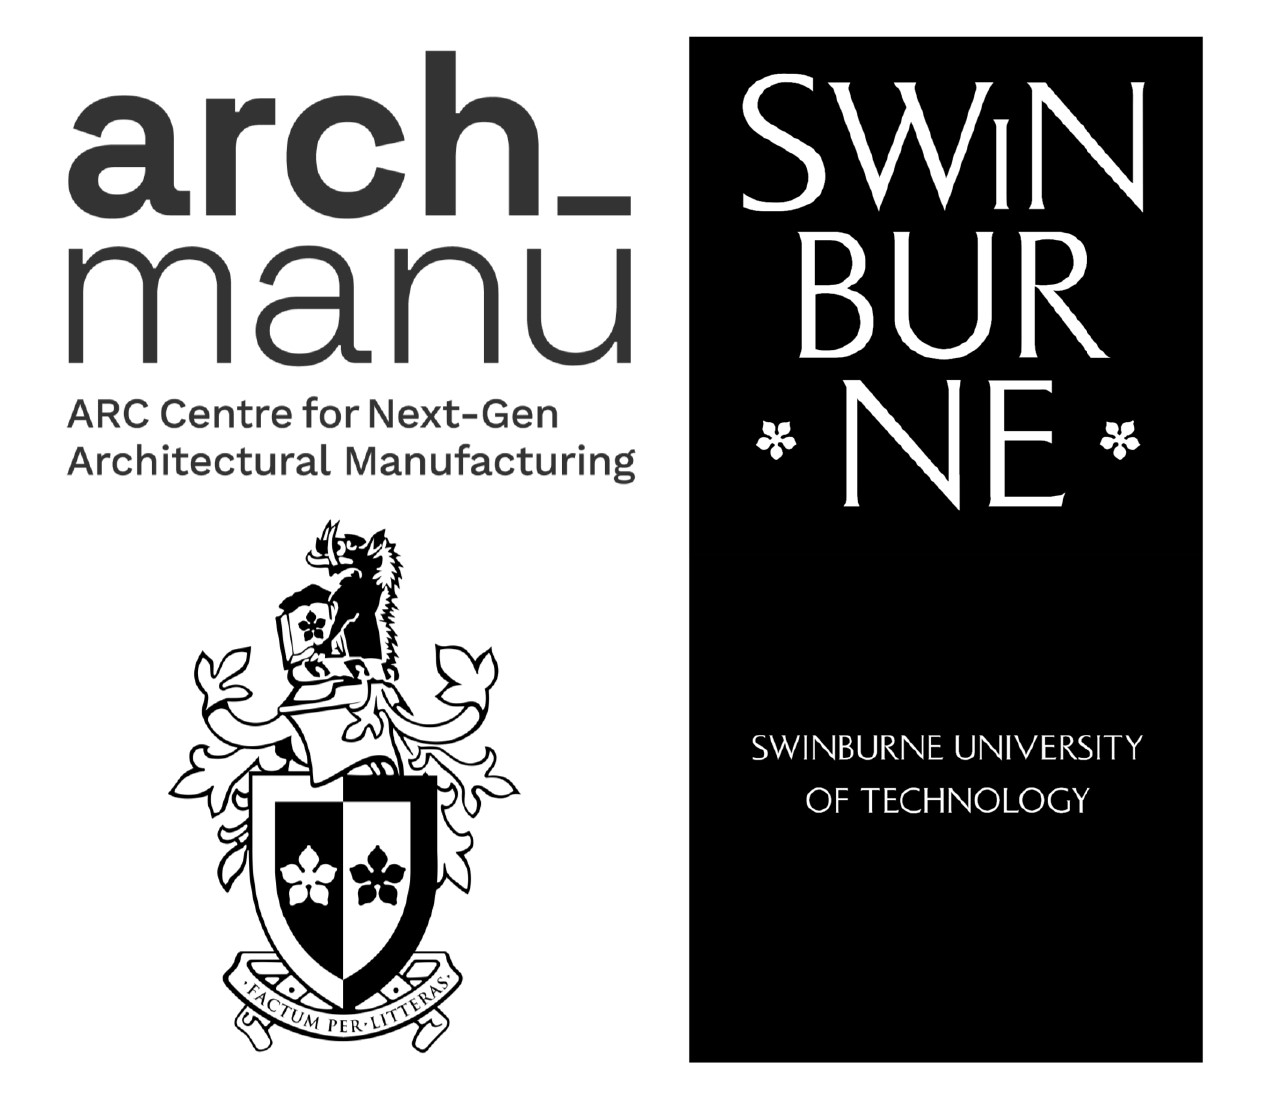 arch_
manu
ARC Centre for Next-Gen
Architectural Manufacturing
·FACTUM PER·LITTERAS·
SWiN
BUR
NE
SWINBURNE UNIVERSITY
OF TECHNOLOGY